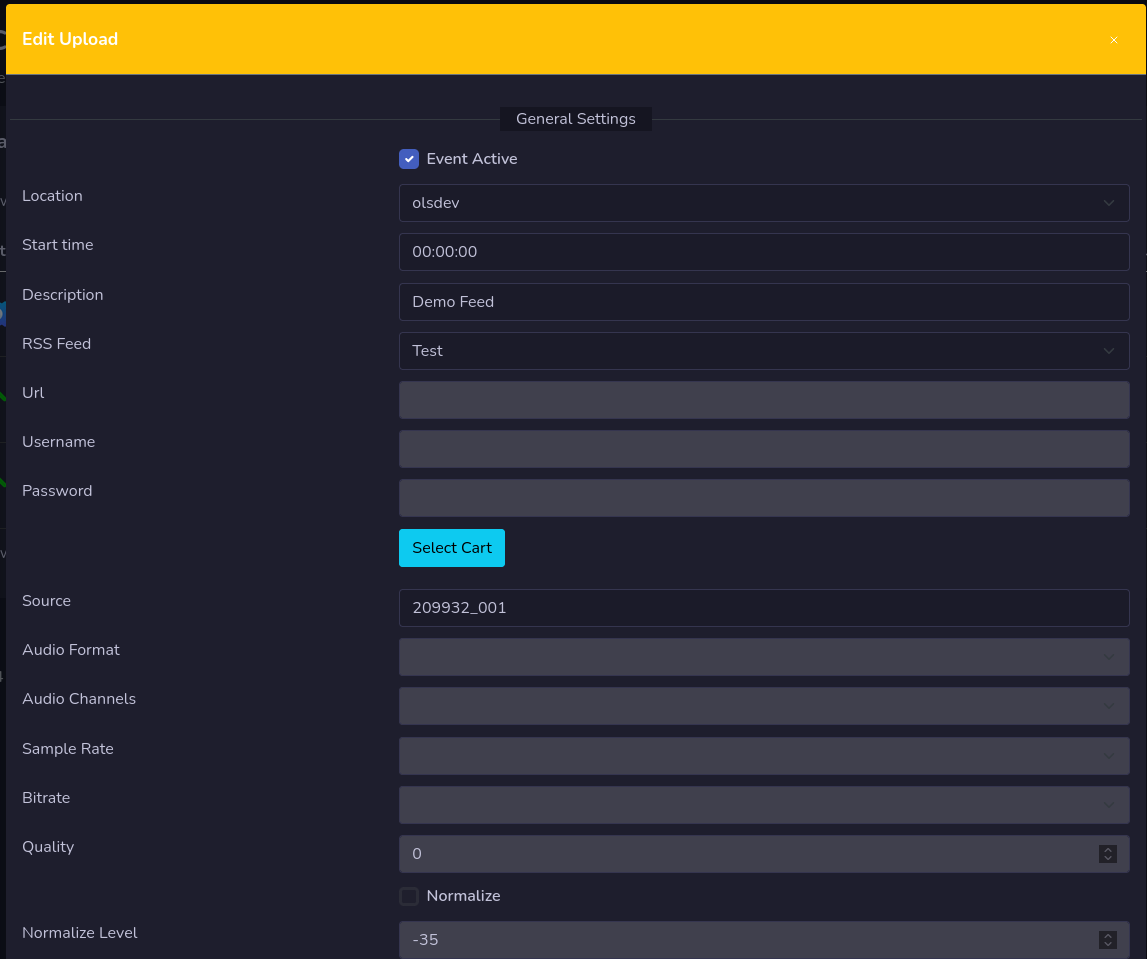 Edit Upload
General Settings
Event Active
Location
olsdev
Start time
00:00:00
Description
Demo Feed
RSS Feed
Test
Url
Username
Password
Select Cart
Source
209932_001
Audio Format
Audio Channels
Sample Rate
Bitrate
Quality
0
Normalize
Normalize Level
-35